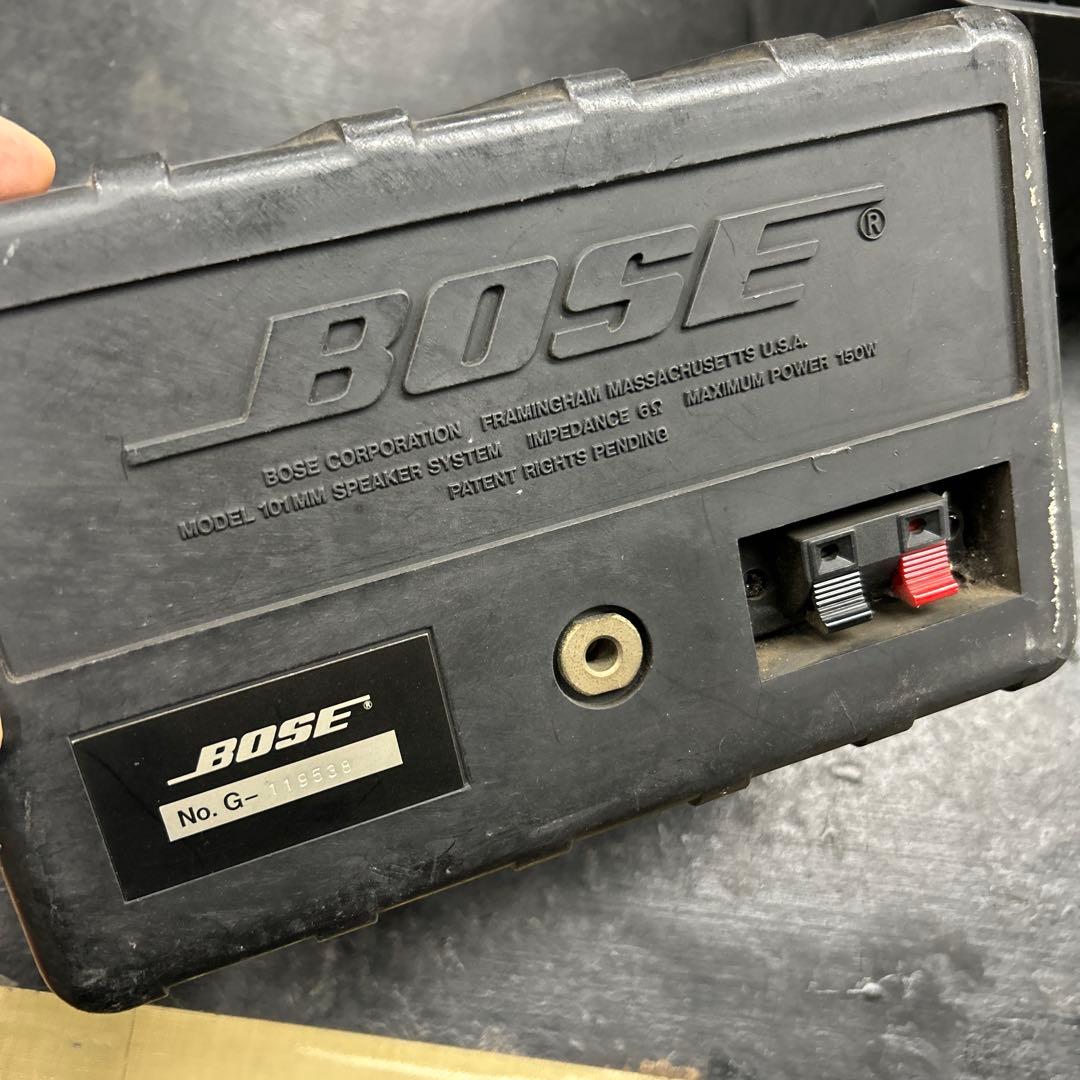 BOSE®
BOSE CORPORATION FRAMINGHAM MASSACHUSETTS U.S.A.
MODEL 101MM SPEAKER SYSTEM IMPEDANCE 6Ω MAXIMUM POWER 150W
PATENT RIGHTS PENDING
BOSE®
No. G- 119538